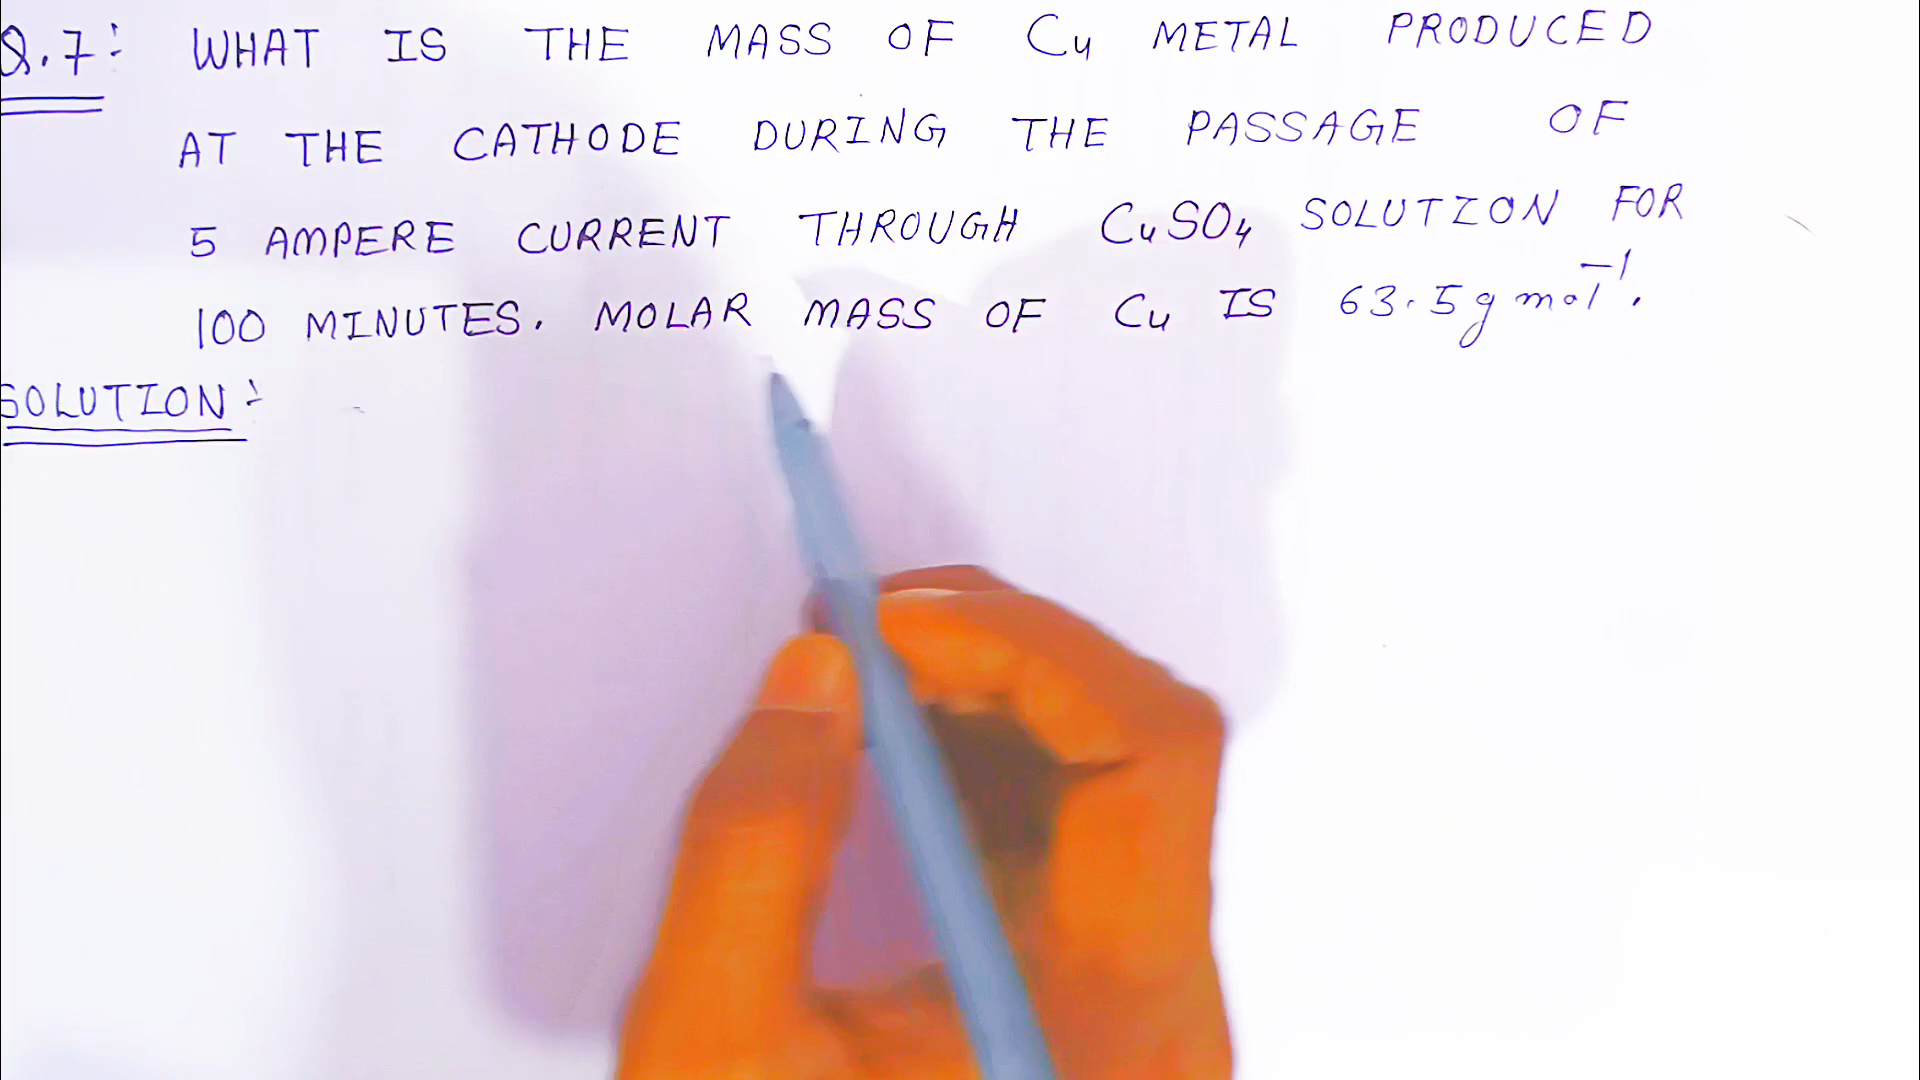 Q.7:- WHAT IS THE MASS OF Cu METAL PRODUCED
AT THE CATHODE DURING THE PASSAGE OF
5 AMPERE CURRENT THROUGH CuSO₄ SOLUTION FOR
100 MINUTES. MOLAR MASS OF Cu IS 63.5g mol⁻¹.
SOLUTION:-